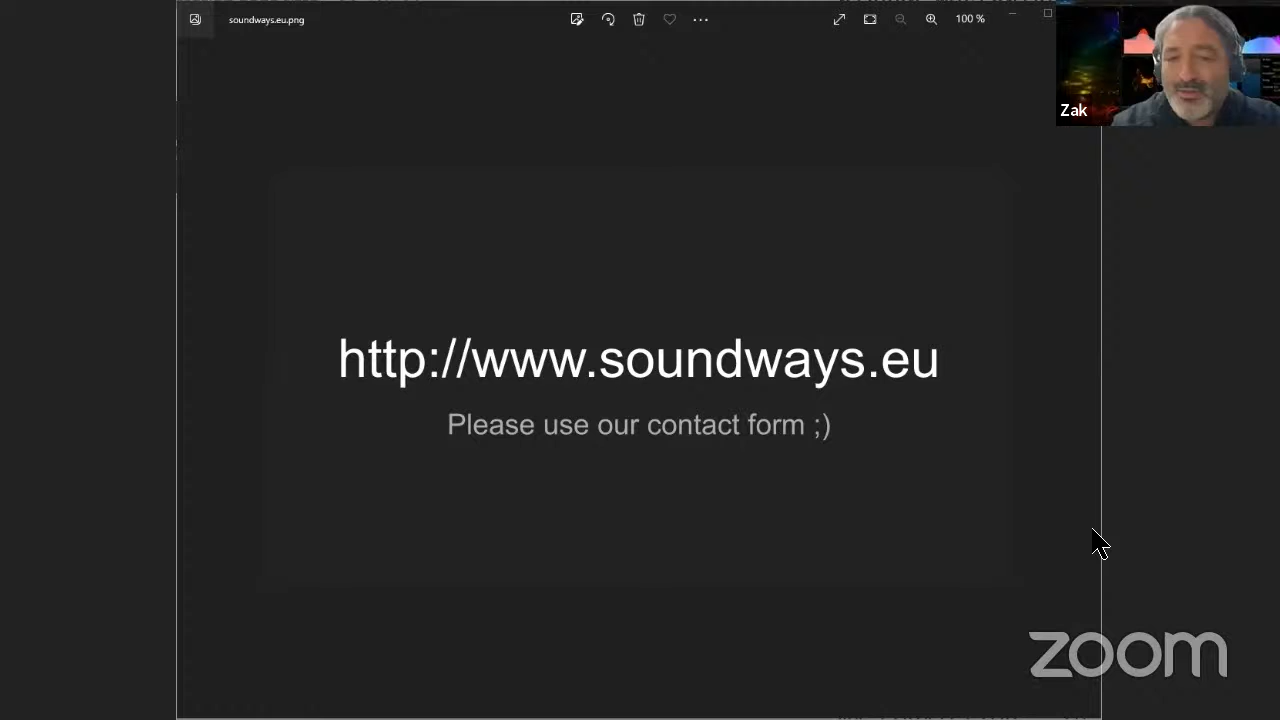 soundways.eu.png
100 %
Zak
http://www.soundways.eu
Please use our contact form ;)
zoom